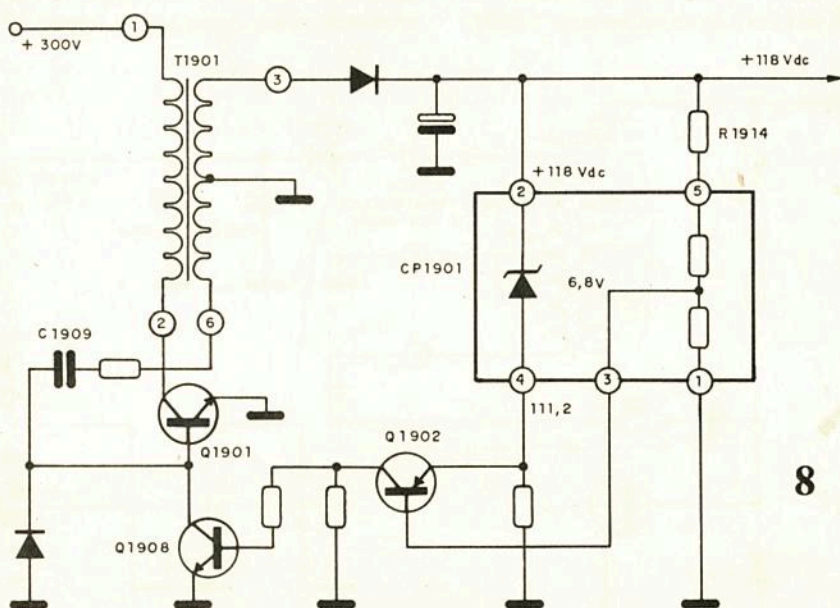 1
+ 300V
T1901
3
+118 Vdc
R1914
+118 Vdc
2
5
CP1901
6,8V
2
6
C1909
4
3
1
111,2
Q1901
Q1902
8
Q1908